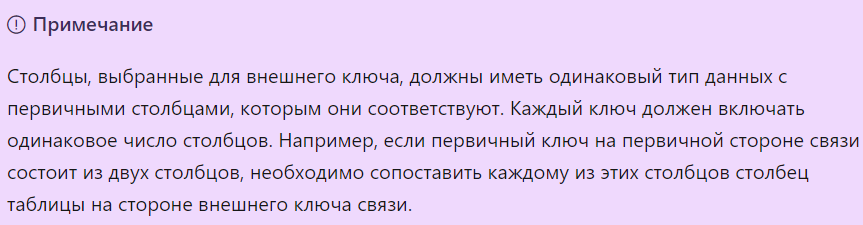 Примечание
Столбцы, выбранные для внешнего ключа, должны иметь одинаковый тип данных с
первичными столбцами, которым они соответствуют. Каждый ключ должен включать
одинаковое число столбцов. Например, если первичный ключ на первичной стороне связи
состоит из двух столбцов, необходимо сопоставить каждому из этих столбцов столбец
таблицы на стороне внешнего ключа связи.